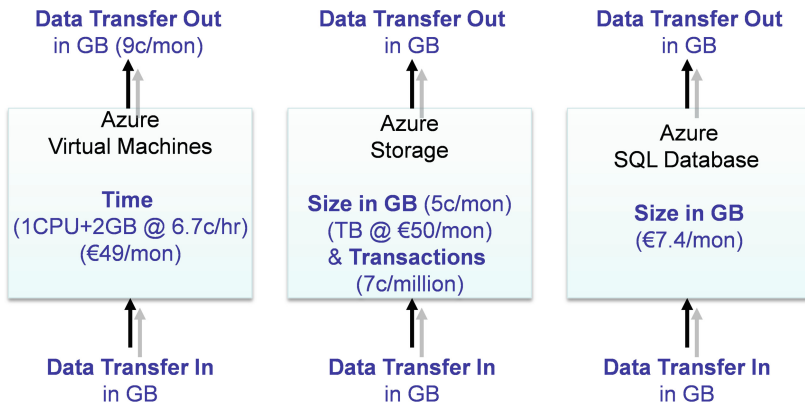 Data Transfer Out
in GB (9c/mon)
Azure
Virtual Machines
Time
(1CPU+2GB @ 6.7c/hr)
(€49/mon)
Data Transfer In
in GB
Data Transfer Out
in GB
Azure
Storage
Size in GB (5c/mon)
(TB @ €50/mon)
& Transactions
(7c/million)
Data Transfer In
in GB
Data Transfer Out
in GB
Azure
SQL Database
Size in GB
(€7.4/mon)
Data Transfer In
in GB